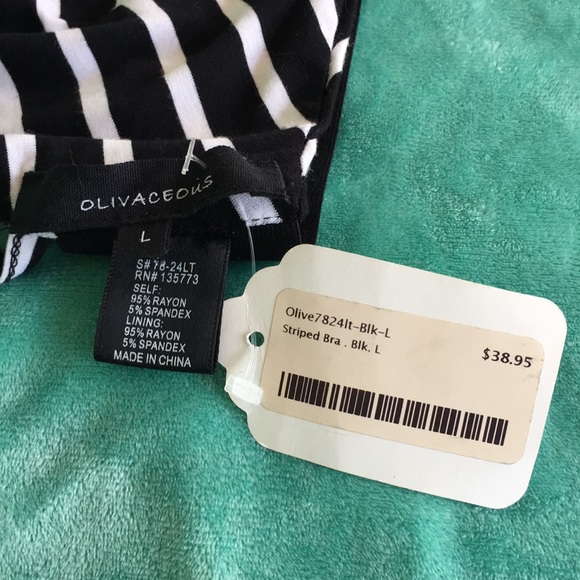 OLIVACEOUS
L
S# 78-24LT
RN# 135773
SELF:
95% RAYON
5% SPANDEX
LINING:
95% RAYON
5% SPANDEX
MADE IN CHINA
Olive7824lt-Blk-L
Striped Bra . Blk. L
$38.95